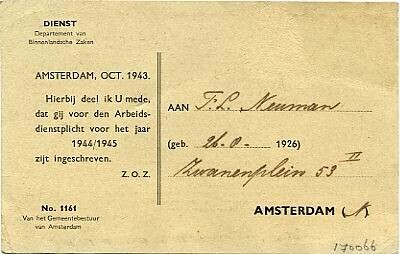 DIENST
Departement van
Binnenlandsche Zaken
AMSTERDAM, OCT. 1943.
Hierbij deel ik U mede,
dat gij voor den Arbeids-
dienstplicht voor het jaar
1944/1945
zijt ingeschreven.
Z. O. Z.
No. 1161
Van het Gemeentebestuur
van Amsterdam
AAN T. L. Neuman
(geb. 26- - 1926)
Zwanenplein 53 II
AMSTERDAM
170066